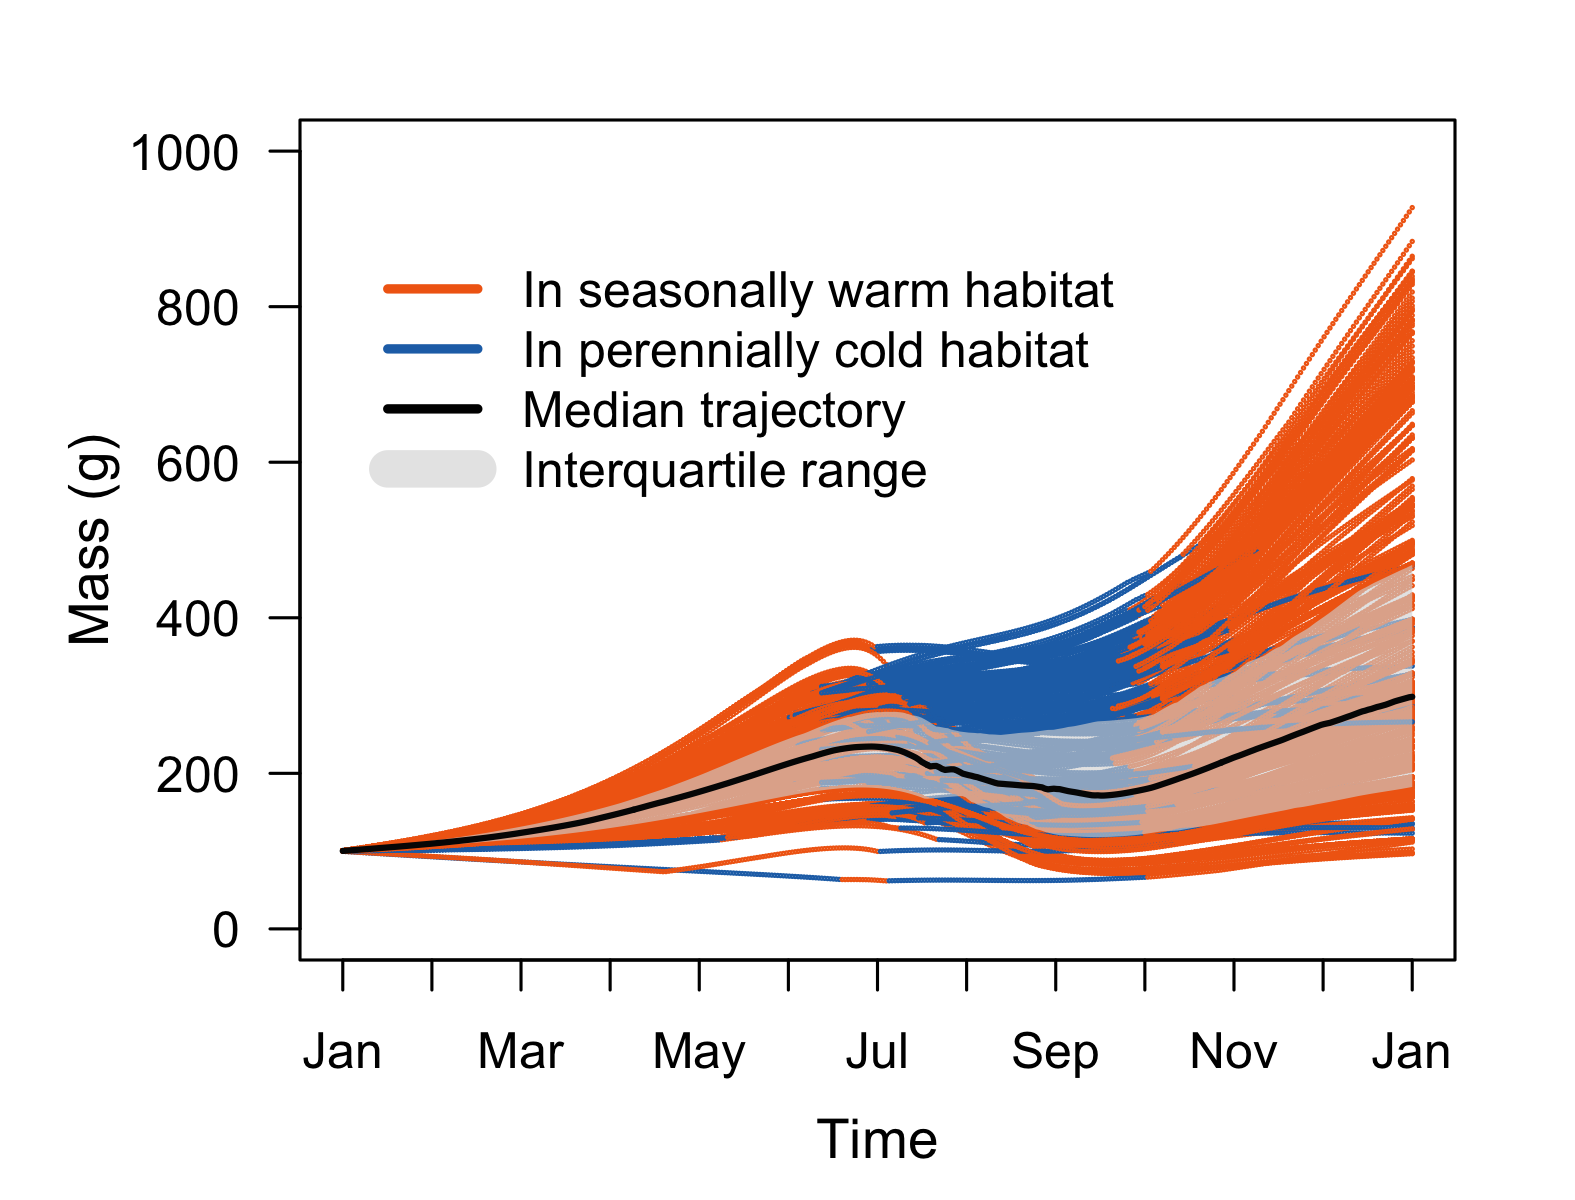 1000
800
600
400
200
0
Mass (g)
In seasonally warm habitat
In perennially cold habitat
Median trajectory
Interquartile range
Jan Mar May Jul Sep Nov Jan
Time